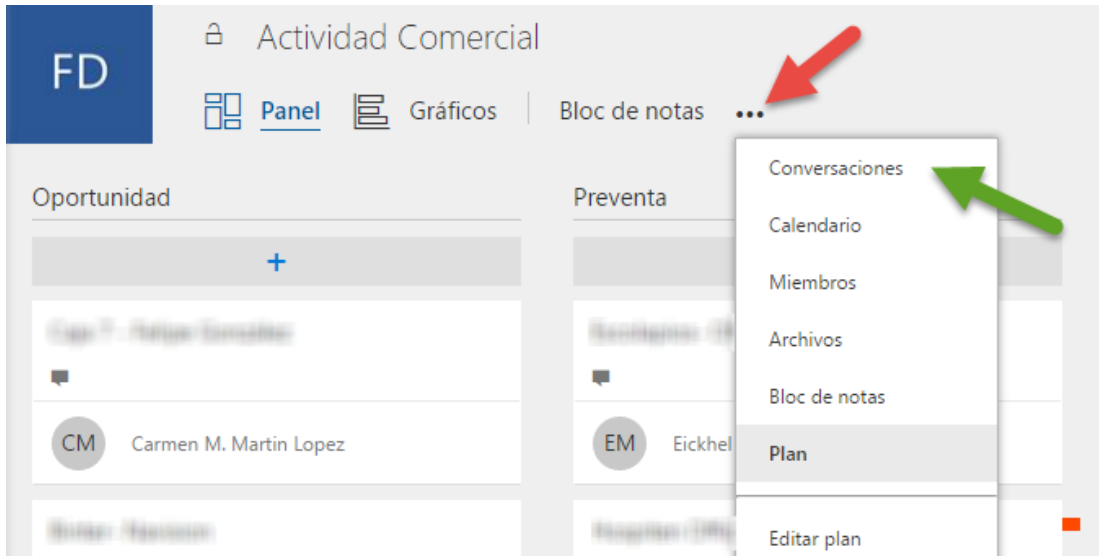 FD
Actividad Comercial
Panel
Gráficos
Bloc de notas
Oportunidad
Preventa
+
CM
Carmen M. Martin Lopez
EM
Eickhel
Conversaciones
Calendario
Miembros
Archivos
Bloc de notas
Plan
Editar plan